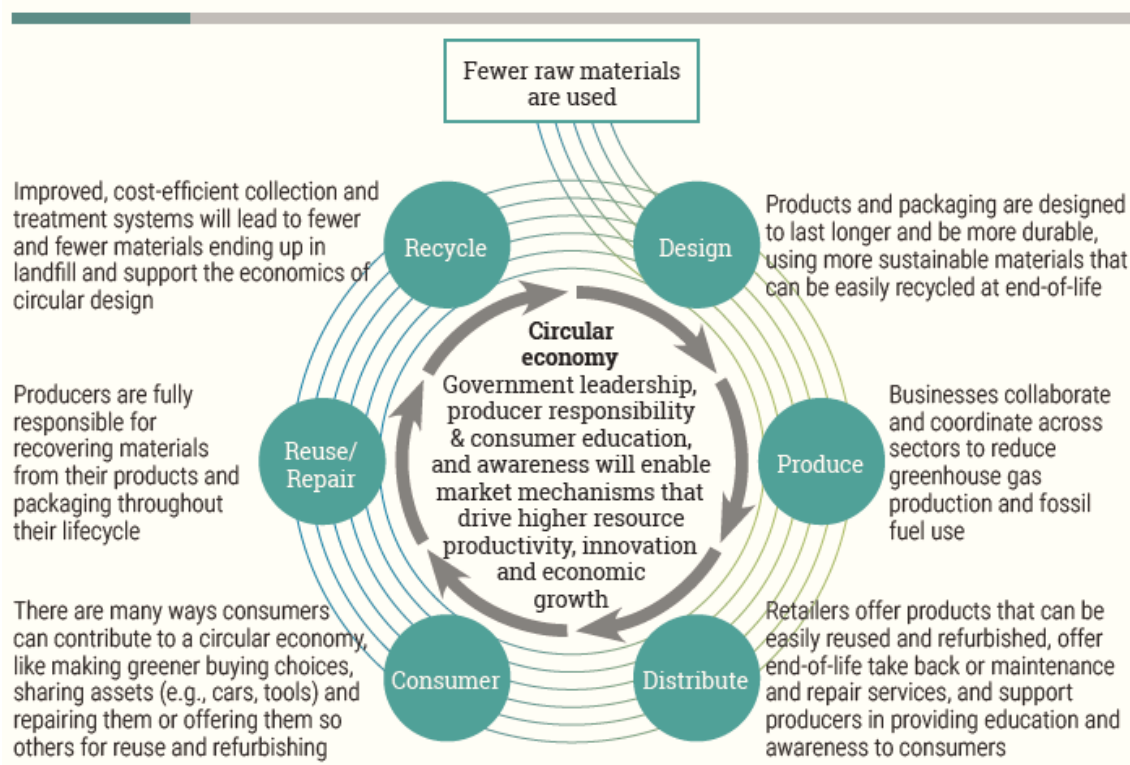 Fewer raw materials
are used
Improved, cost-efficient collection and
treatment systems will lead to fewer
and fewer materials ending up in
landfill and support the economics of
circular design
Recycle
Design
Products and packaging are designed
to last longer and be more durable,
using more sustainable materials that
can be easily recycled at end-of-life
Circular
economy
Government leadership,
producer responsibility
& consumer education,
and awareness will enable
market mechanisms that
drive higher resource
productivity, innovation
and economic
growth
Producers are fully
responsible for
recovering materials
from their products and
packaging throughout
their lifecycle
Reuse/
Repair
Produce
Businesses collaborate
and coordinate across
sectors to reduce
greenhouse gas
production and fossil
fuel use
There are many ways consumers
can contribute to a circular economy,
like making greener buying choices,
sharing assets (e.g., cars, tools) and
repairing them or offering them so
others for reuse and refurbishing
Consumer
Distribute
Retailers offer products that can be
easily reused and refurbished, offer
end-of-life take back or maintenance
and repair services, and support
producers in providing education and
awareness to consumers